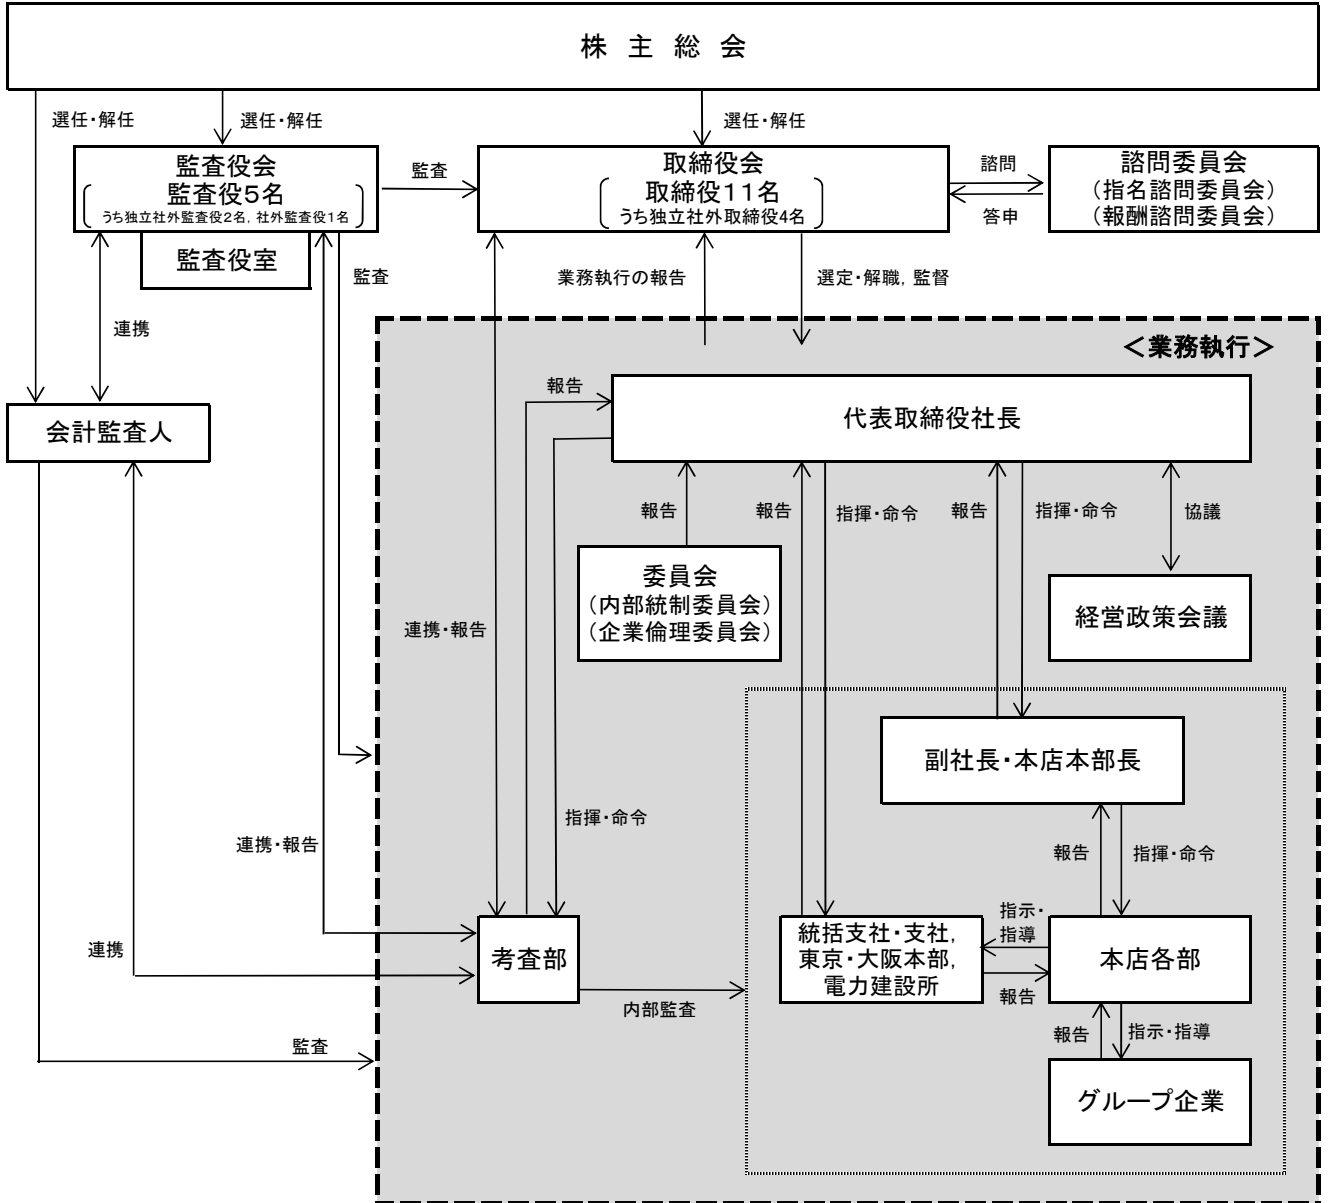 株 主 総 会
選任・解任
選任・解任
選任・解任
監査役会
監査役5名
うち独立社外監査役2名, 社外監査役1名
監査役室
監査
取締役会
取締役11名
うち独立社外取締役4名
諮問
答申
諮問委員会
(指名諮問委員会)
(報酬諮問委員会)
監査
連携
業務執行の報告
選定・解職, 監督
<業務執行>
会計監査人
報告
代表取締役社長
報告
報告
指揮・命令
報告
指揮・命令
協議
委員会
(内部統制委員会)
(企業倫理委員会)
経営政策会議
連携・報告
副社長・本店本部長
指揮・命令
連携・報告
報告
指揮・命令
連携
考査部
統括支社・支社,
東京・大阪本部,
電力建設所
指示・
指導
報告
本店各部
内部監査
監査
報告
指示・指導
グループ企業